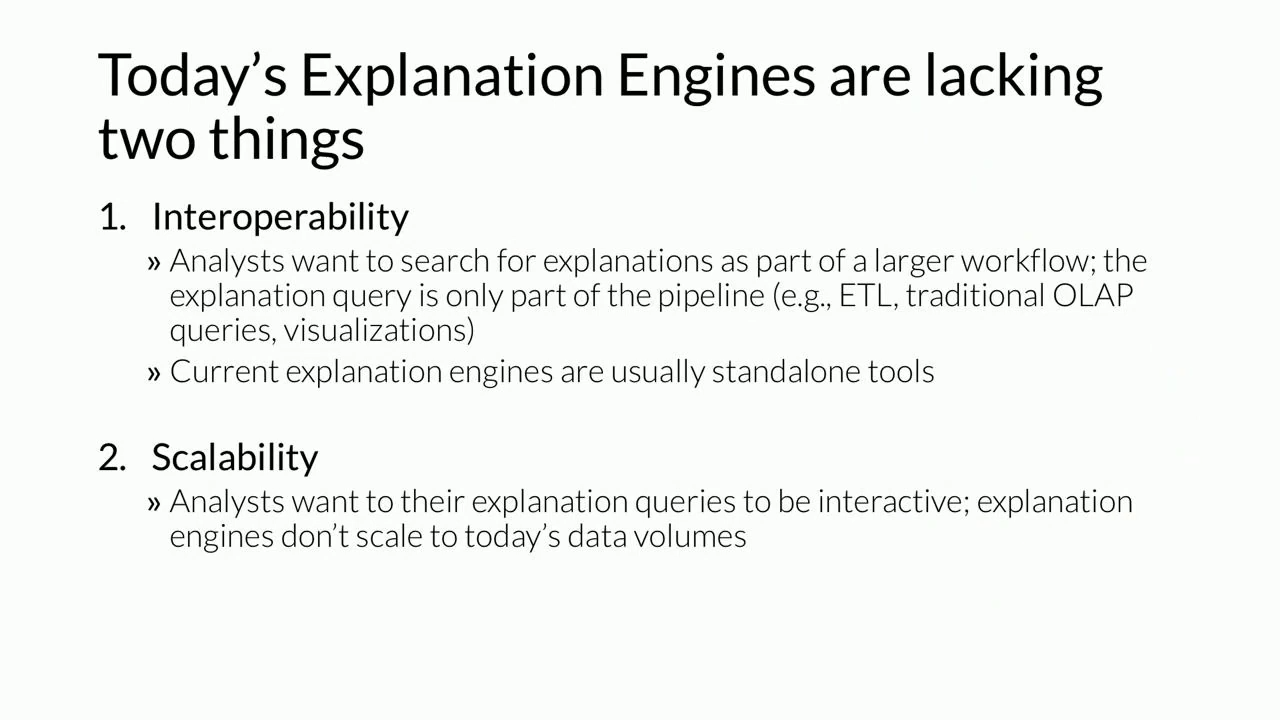 Today’s Explanation Engines are lacking
two things
1. Interoperability
» Analysts want to search for explanations as part of a larger workflow; the
explanation query is only part of the pipeline (e.g., ETL, traditional OLAP
queries, visualizations)
» Current explanation engines are usually standalone tools
2. Scalability
» Analysts want to their explanation queries to be interactive; explanation
engines don’t scale to today’s data volumes